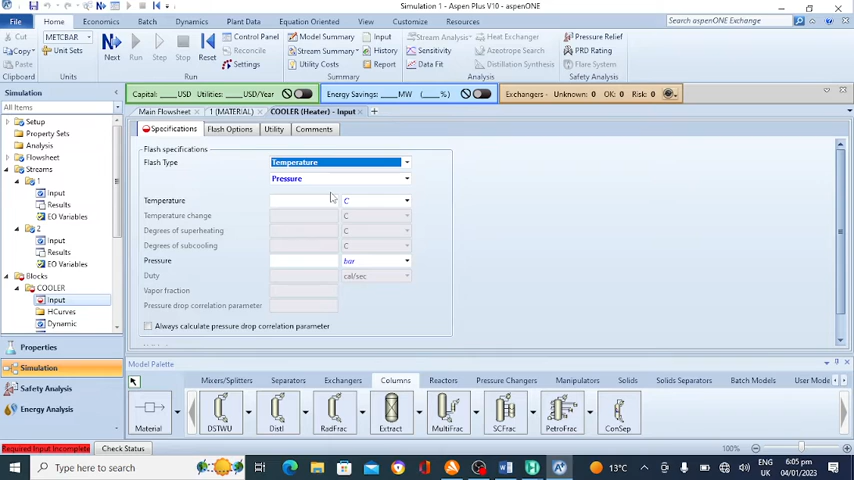 Simulation 1 - Aspen Plus V10 - aspenONE
File Home Economics Batch Dynamics Plant Data Equation Oriented View Customize Resources Search aspenONE Exchange
Cut METCBAR Control Panel Model Summary Input Stream Analysis Heat Exchanger Pressure Relief
Copy Unit Sets Reconcile Stream Summary History Sensitivity Azeotrope Search PRD Rating
Paste Next Run Step Stop Reset Settings Utility Costs Report Data Fit Distillation Synthesis Flare System
Clipboard Units Run Summary Analysis Safety Analysis
Simulation
Capital: ____USD Utilities: ____USD/Year Energy Savings: ____MW (____%) Exchangers - Unknown: 0 OK: 0 Risk: 0
All Items
Main Flowsheet 1 (MATERIAL) COOLER (Heater) - Input
Setup
Property Sets
Analysis
Flowsheet
Streams
1
Input
Results
EO Variables
2
Input
Results
EO Variables
Blocks
COOLER
Input
HCurves
Dynamic
Specifications Flash Options Utility Comments
Flash specifications
Flash Type Temperature
Pressure
Temperature C
Temperature change C
Degrees of superheating C
Degrees of subcooling C
Pressure bar
Duty cal/sec
Vapor fraction
Pressure drop correlation parameter
Always calculate pressure drop correlation parameter
Properties
Simulation
Safety Analysis
Energy Analysis
Model Palette
Mixers/Splitters Separators Exchangers Columns Reactors Pressure Changers Manipulators Solids Solids Separators Batch Models User Mode
Material DSTWU Distl RadFrac Extract MultiFrac SCFrac PetroFrac ConSep
Required Input Incomplete Check Status 100%
Type here to search 13°C ENG UK 6:05 pm 04/01/2023